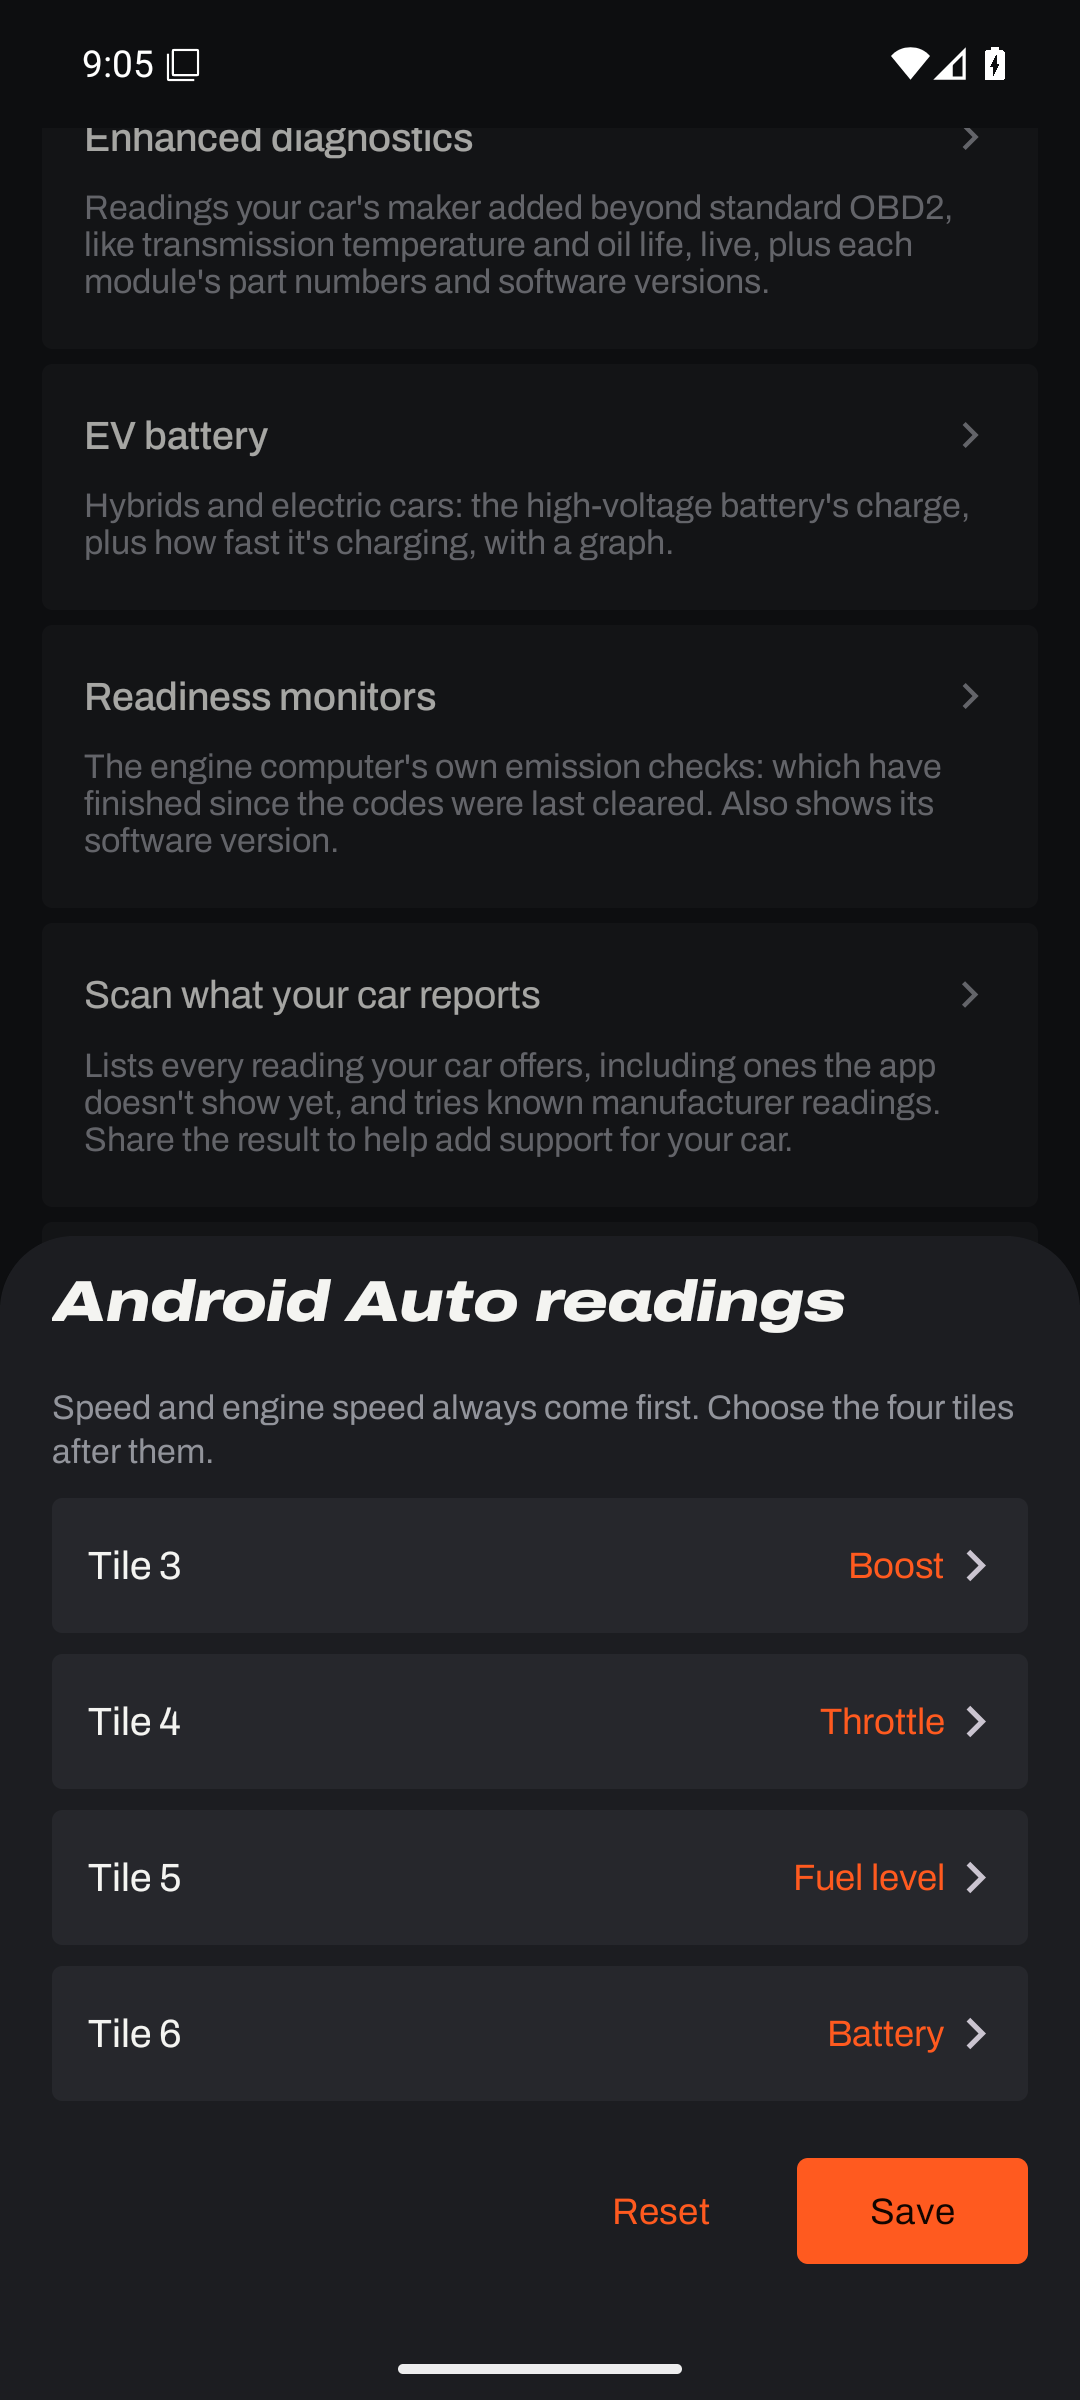 9:05
Enhanced diagnostics
Readings your car's maker added beyond standard OBD2,
like transmission temperature and oil life, live, plus each
module's part numbers and software versions.
EV battery
Hybrids and electric cars: the high-voltage battery's charge,
plus how fast it's charging, with a graph.
Readiness monitors
The engine computer's own emission checks: which have
finished since the codes were last cleared. Also shows its
software version.
Scan what your car reports
Lists every reading your car offers, including ones the app
doesn't show yet, and tries known manufacturer readings.
Share the result to help add support for your car.
Android Auto readings
Speed and engine speed always come first. Choose the four tiles
after them.
Tile 3 Boost
Tile 4 Throttle
Tile 5 Fuel level
Tile 6 Battery
Reset Save